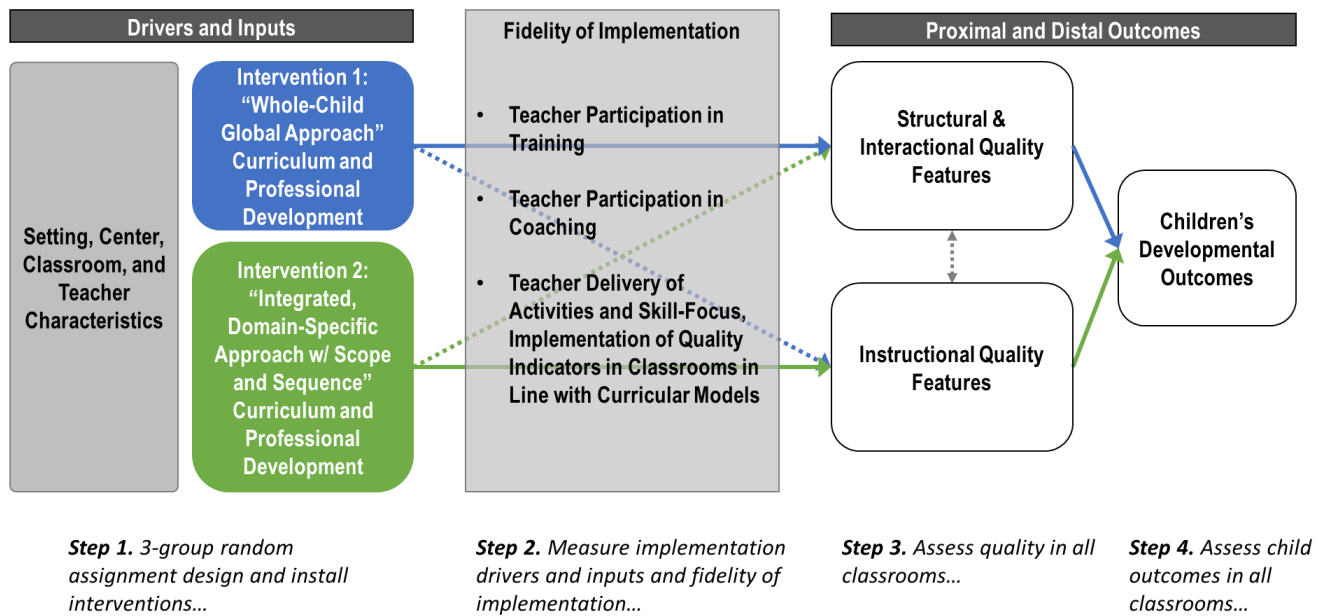 Drivers and Inputs
Setting, Center,
Classroom, and
Teacher
Characteristics
Intervention 1:
“Whole-Child
Global Approach”
Curriculum and
Professional
Development
Intervention 2:
“Integrated,
Domain-Specific
Approach w/ Scope
and Sequence”
Curriculum and
Professional
Development
Fidelity of Implementation
• Teacher Participation in
Training
• Teacher Participation in
Coaching
• Teacher Delivery of
Activities and Skill-Focus,
Implementation of Quality
Indicators in Classrooms in
Line with Curricular Models
Proximal and Distal Outcomes
Structural &
Interactional Quality
Features
Instructional Quality
Features
Children’s
Developmental
Outcomes
Step 1. 3-group random
assignment design and install
interventions…
Step 2. Measure implementation
drivers and inputs and fidelity of
implementation…
Step 3. Assess quality in all
classrooms…
Step 4. Assess child
outcomes in all
classrooms…